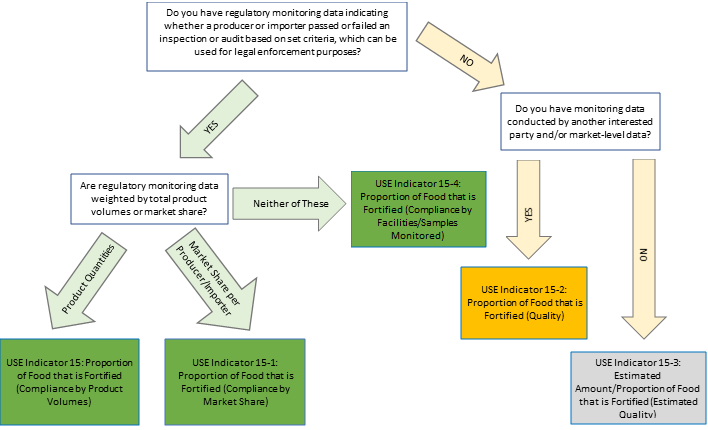 Do you have regulatory monitoring data indicating
whether a producer or importer passed or failed an
inspection or audit based on set criteria, which can be
used for legal enforcement purposes?
NO
Do you have monitoring data
conducted by another interested
party and/or market-level data?
YES
Are regulatory monitoring data
weighted by total product
volumes or market share?
Neither of These
USE Indicator 15-4:
Proportion of Food that is
Fortified (Compliance by
Facilities/Samples
Monitored)
YES
NO
Product Quantities
Market Share per
Producer/Importer
USE Indicator 15-2:
Proportion of Food that is
Fortified (Quality)
USE Indicator 15: Proportion
of Food that is Fortified
(Compliance by Product
Volumes)
USE Indicator 15-1:
Proportion of Food that is
Fortified (Compliance by
Market Share)
USE Indicator 15-3:
Estimated
Amount/Proportion of Food
that is Fortified (Estimated
Quality)